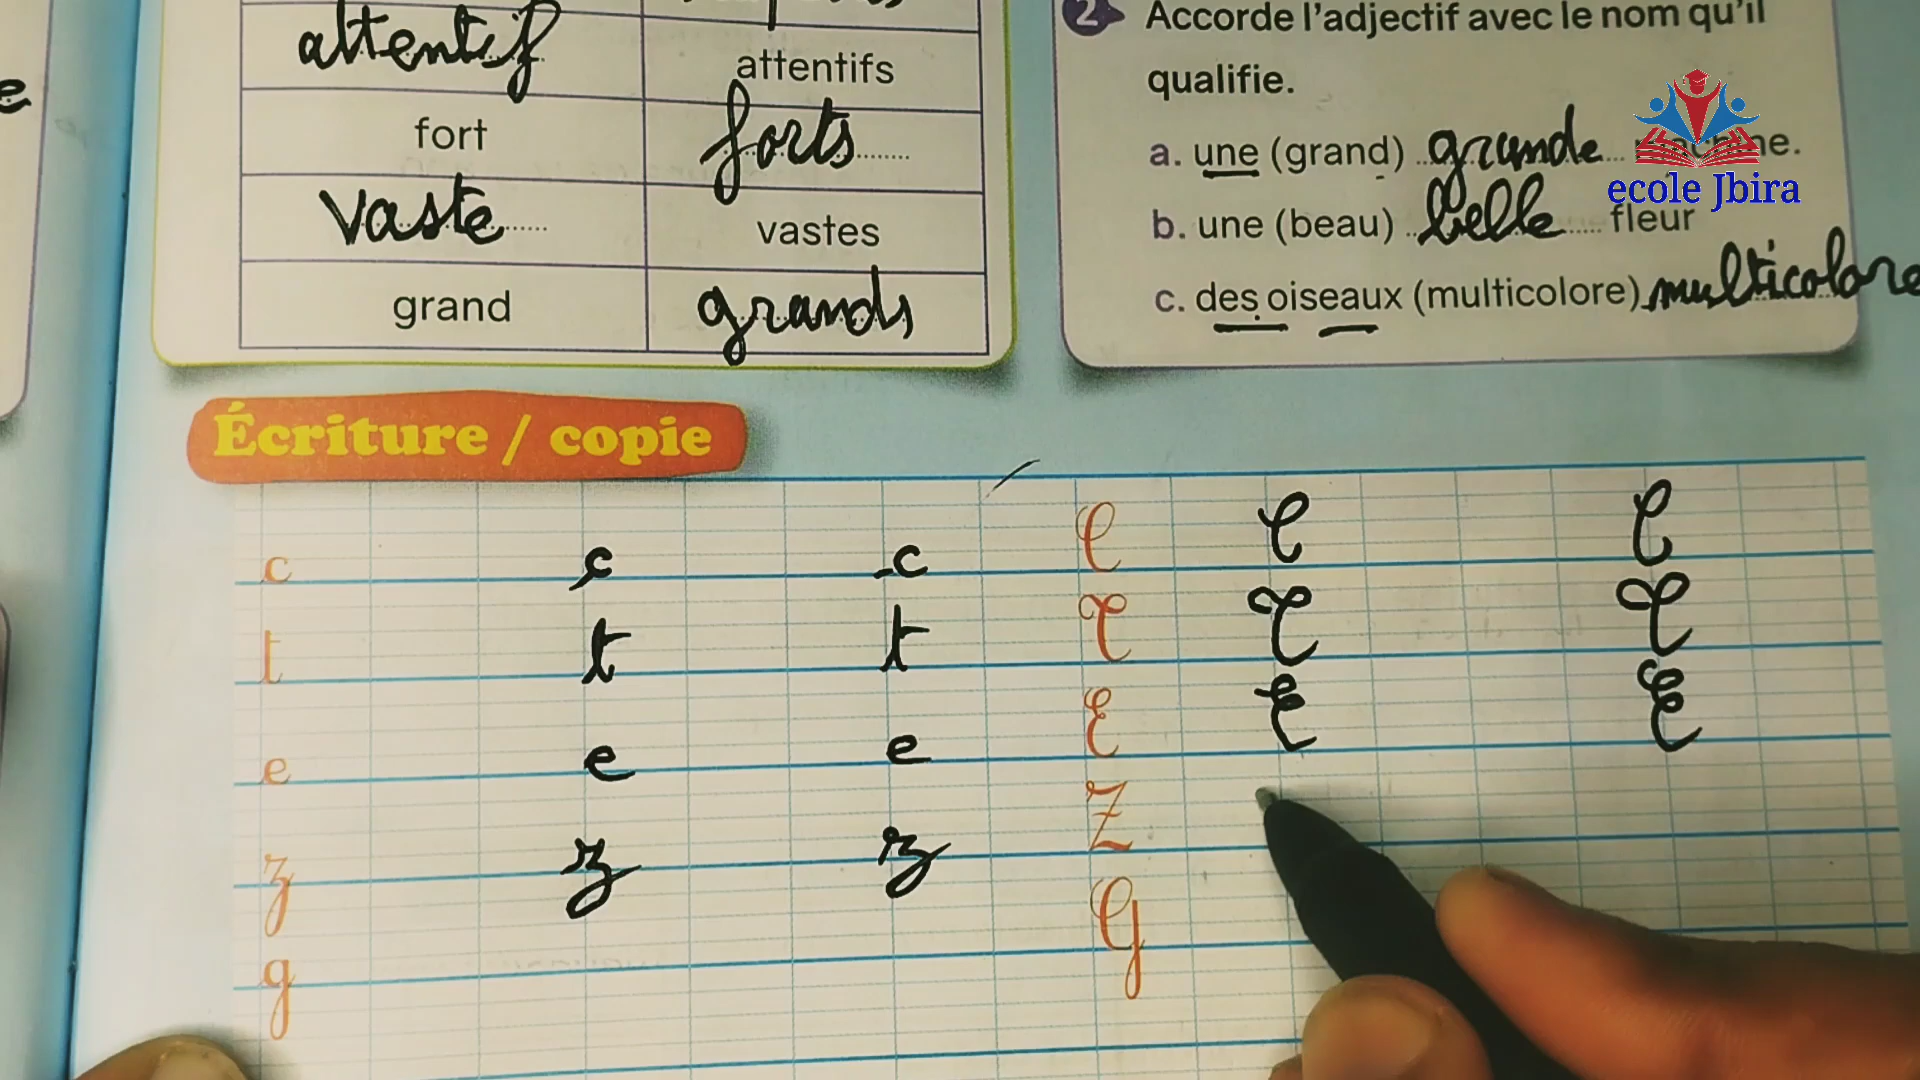 attentif attentifs
fort forts
vaste vastes
grand grands
2 Accorde l'adjectif avec le nom qu'il
qualifie.
a. une (grand) grande
b. une (beau) belle fleur
c. des oiseaux (multicolore) multicolore
ecole Jbira
Écriture / copie
c c c C C C
t t t T T T
e e e E E E
z z z Z
g G